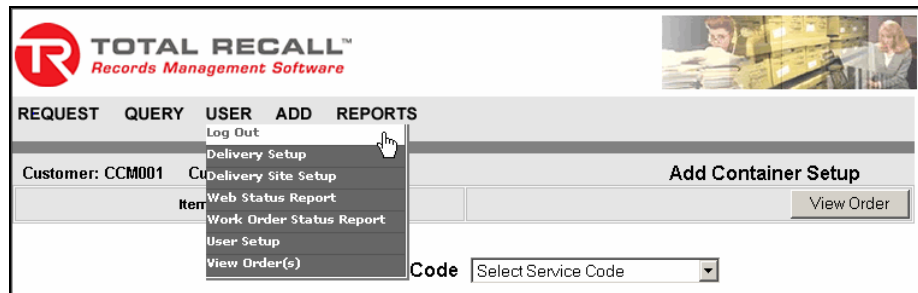 TOTAL RECALL™
Records Management Software
REQUEST QUERY USER ADD REPORTS
Log Out
Delivery Setup
Delivery Site Setup
Web Status Report
Work Order Status Report
User Setup
View Order(s)
Customer: CCM001 Cu
Add Container Setup
Item
View Order
Code Select Service Code